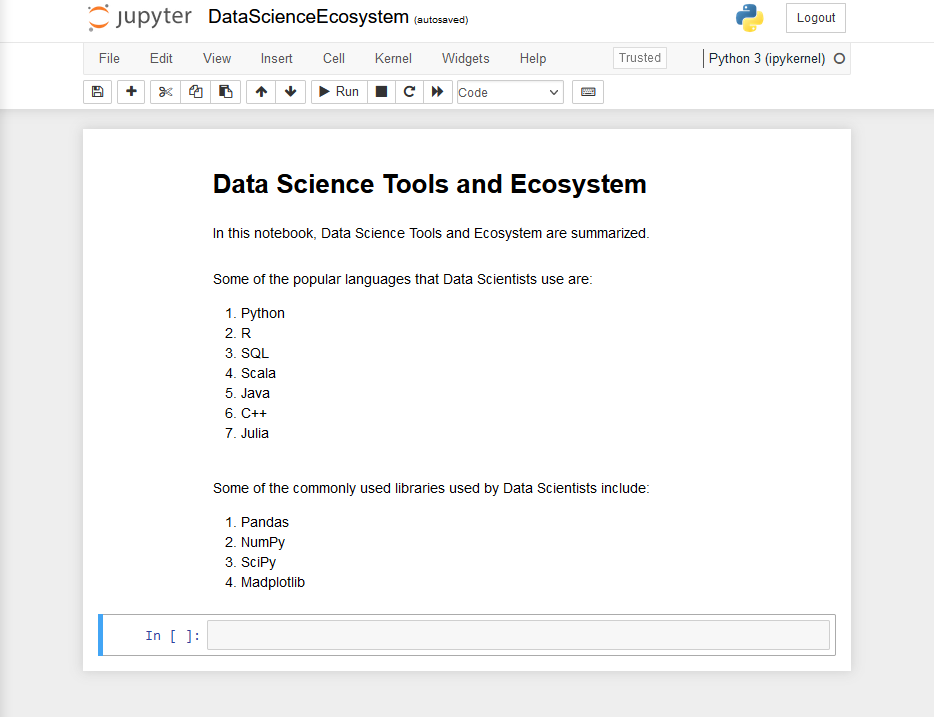 jupyter DataScienceEcosystem (autosaved) Logout
File Edit View Insert Cell Kernel Widgets Help Trusted Python 3 (ipykernel)
Run Code
Data Science Tools and Ecosystem
In this notebook, Data Science Tools and Ecosystem are summarized.
Some of the popular languages that Data Scientists use are:
1. Python
2. R
3. SQL
4. Scala
5. Java
6. C++
7. Julia
Some of the commonly used libraries used by Data Scientists include:
1. Pandas
2. NumPy
3. SciPy
4. Madplotlib
In [ ]: